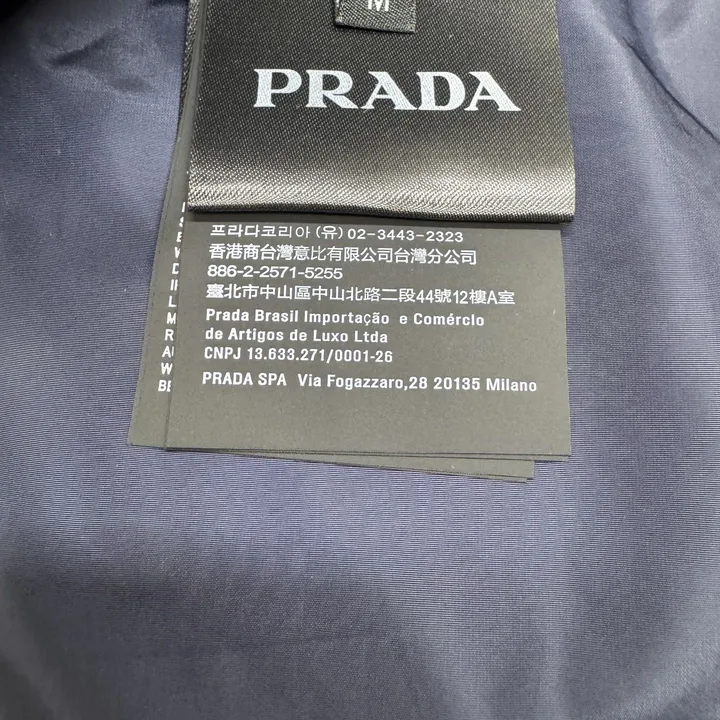 M
PRADA
프라다코리아 (유) 02-3443-2323
香港商台灣意比有限公司台灣分公司
886-2-2571-5255
臺北市中山區中山北路二段44號12樓A室
Prada Brasil Importação e Comércio
de Artigos de Luxo Ltda
CNPJ 13.633.271/0001-26
PRADA SPA Via Fogazzaro,28 20135 Milano